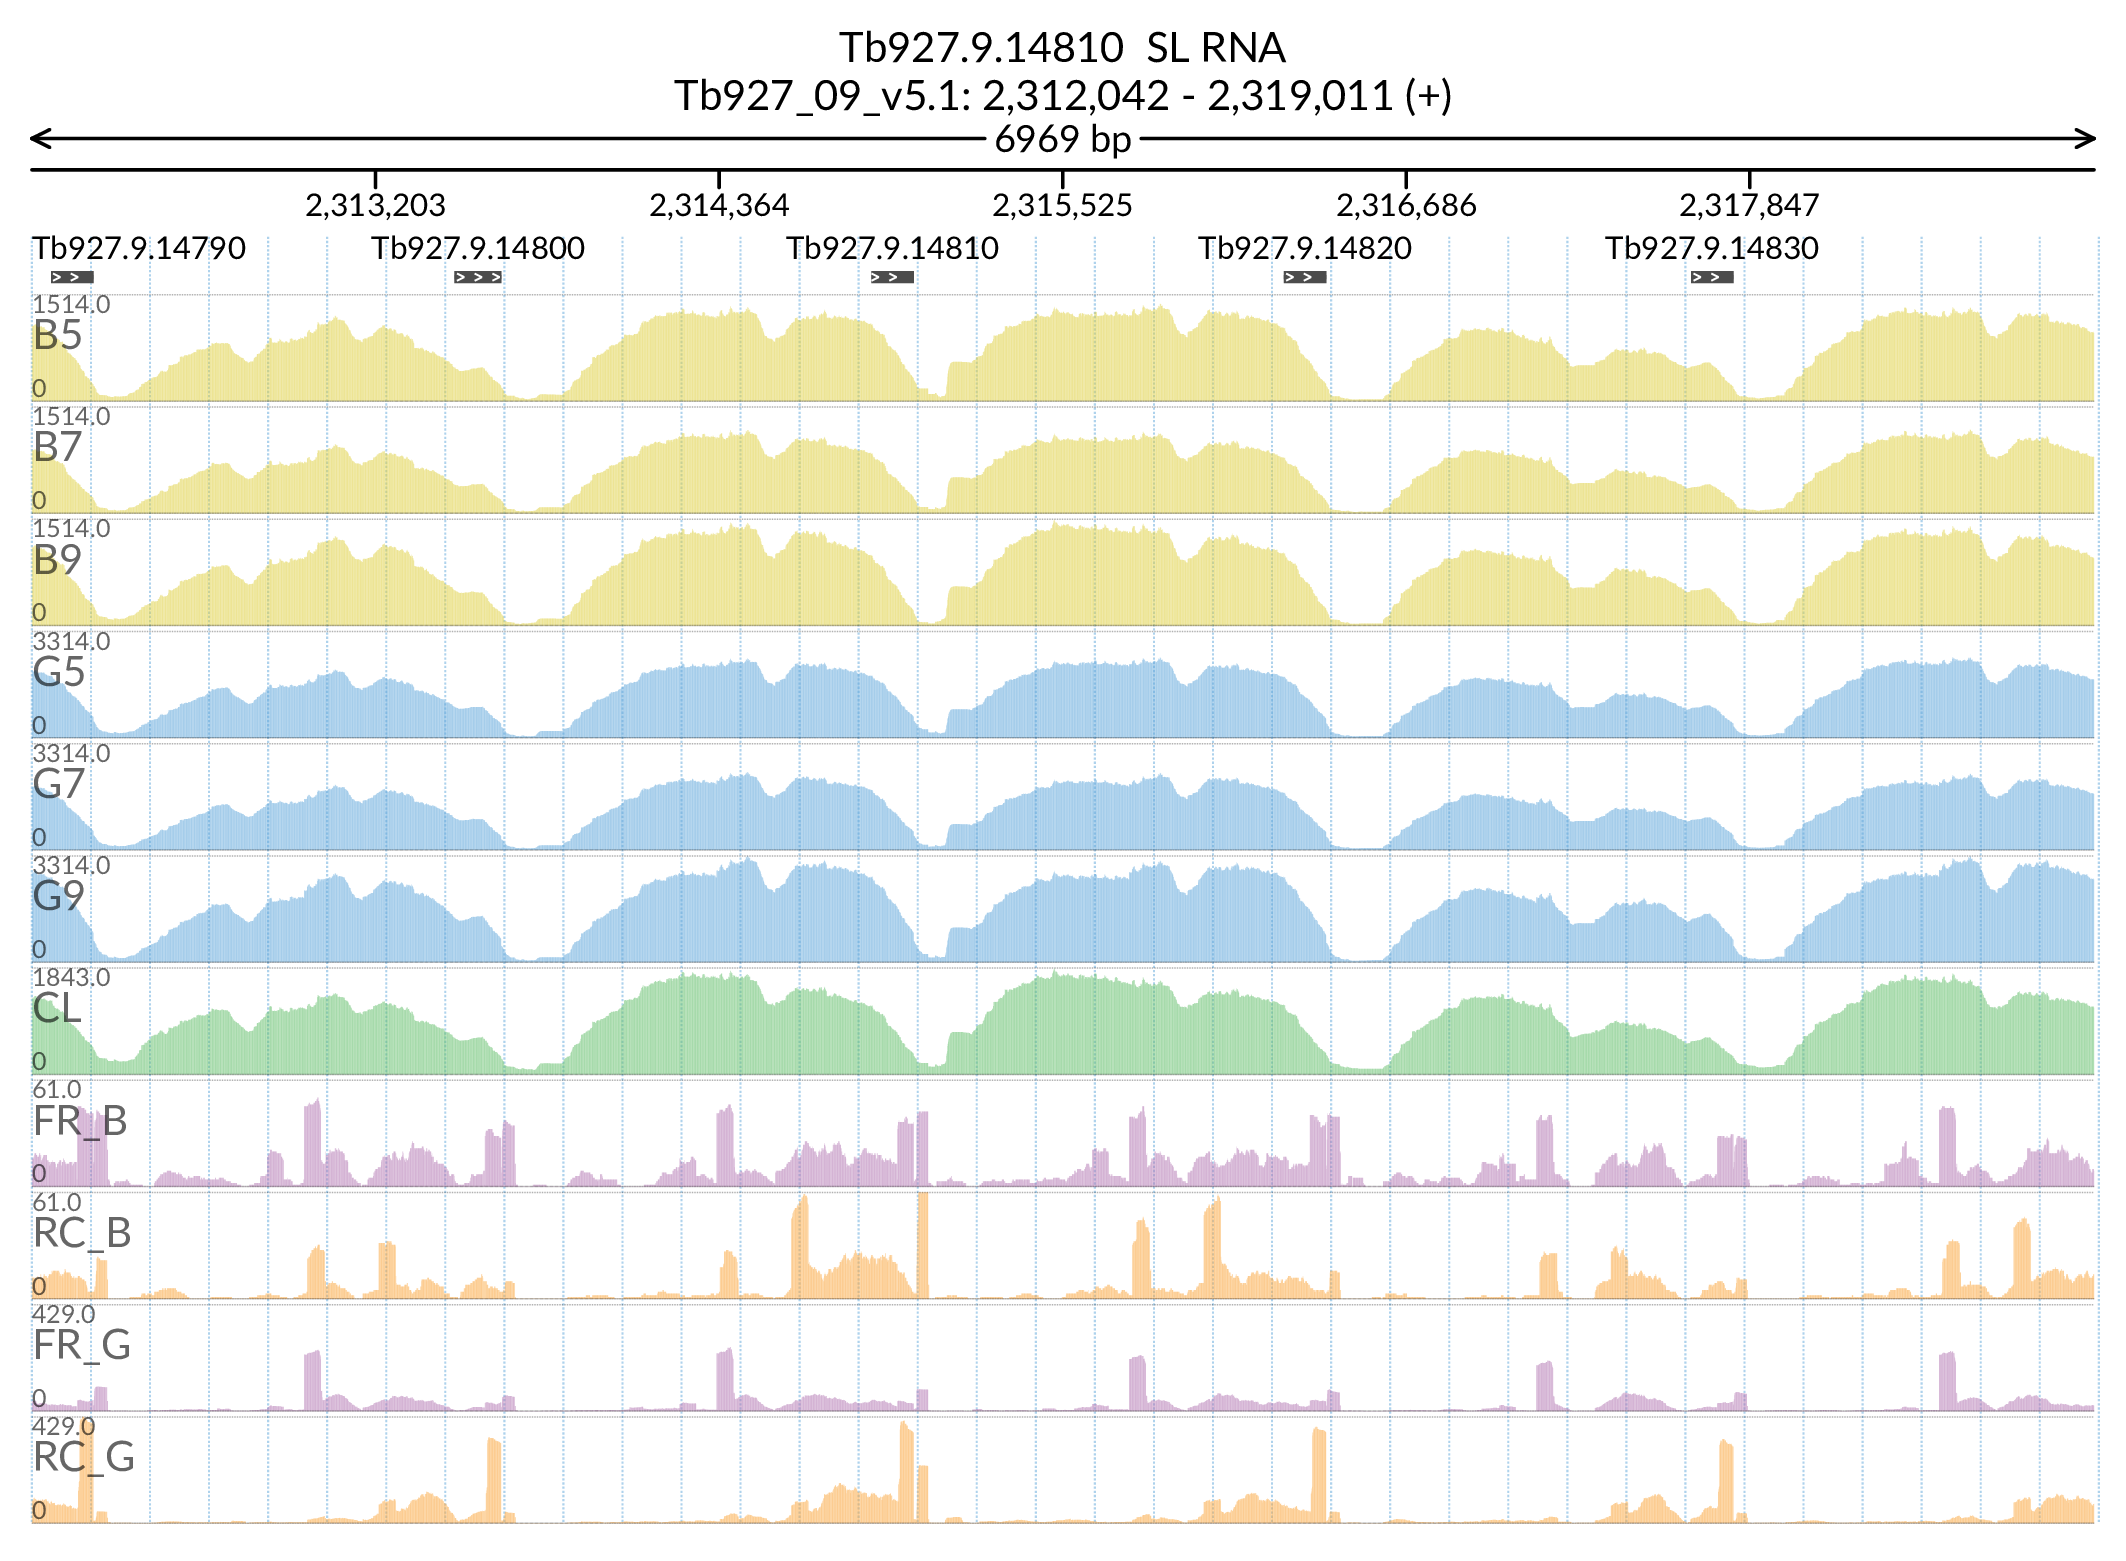 Tb927.9.14810 SL RNA
Tb927_09_v5.1: 2,312,042 - 2,319,011 (+)
6969 bp
2,313,203 2,314,364 2,315,525 2,316,686 2,317,847
Tb927.9.14790 Tb927.9.14800 Tb927.9.14810 Tb927.9.14820 Tb927.9.14830
> > > > > > > > > > >
1514.0
B5
0
1514.0
B7
0
1514.0
B9
0
3314.0
G5
0
3314.0
G7
0
3314.0
G9
0
1843.0
CL
0
61.0
FR_B
0
61.0
RC_B
0
429.0
FR_G
0
429.0
RC_G
0